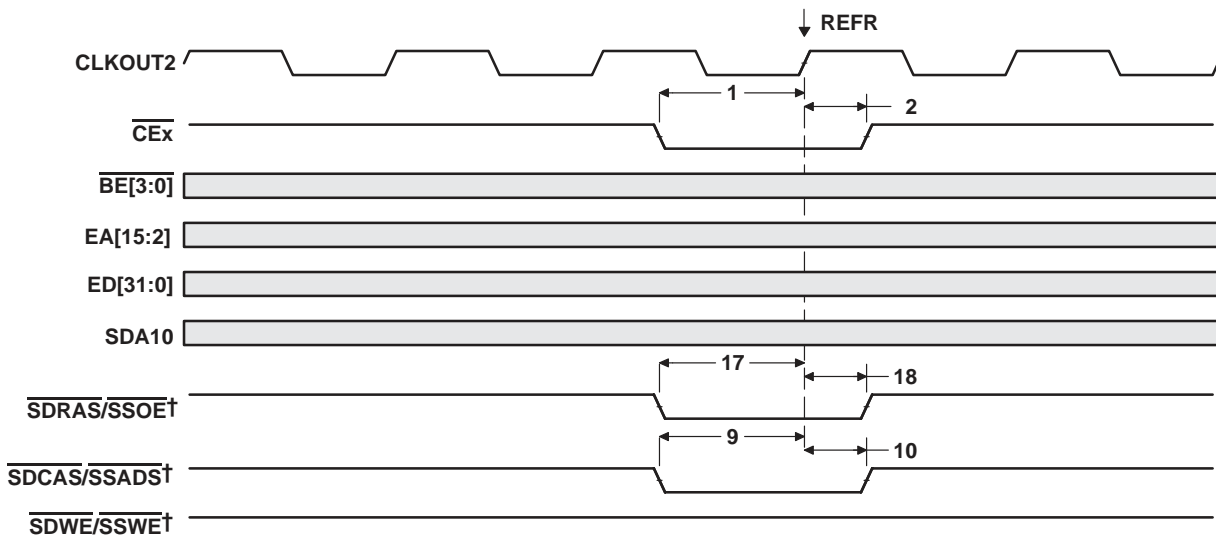 REFR
CLKOUT2
1
2
CEx
BE[3:0]
EA[15:2]
ED[31:0]
SDA10
17
18
SDRAS/SSOE†
9
10
SDCAS/SSADS†
SDWE/SSWE†